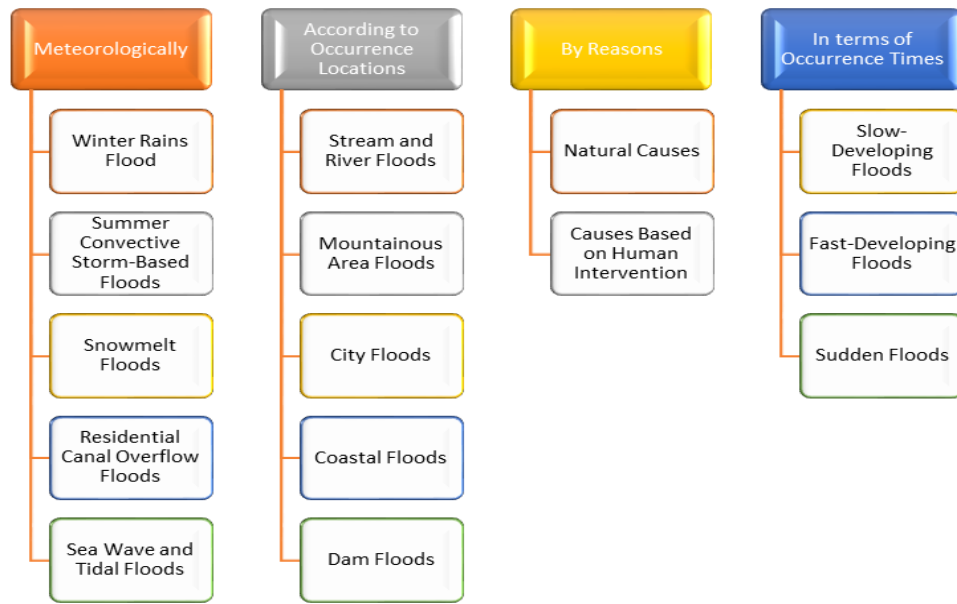 Meteorologically
Winter Rains
Flood
Summer
Convective
Storm-Based
Floods
Snowmelt
Floods
Residential
Canal Overflow
Floods
Sea Wave and
Tidal Floods
According to
Occurrence
Locations
Stream and
River Floods
Mountainous
Area Floods
City Floods
Coastal Floods
Dam Floods
By Reasons
Natural Causes
Causes Based
on Human
Intervention
In terms of
Occurrence Times
Slow-
Developing
Floods
Fast-Developing
Floods
Sudden Floods